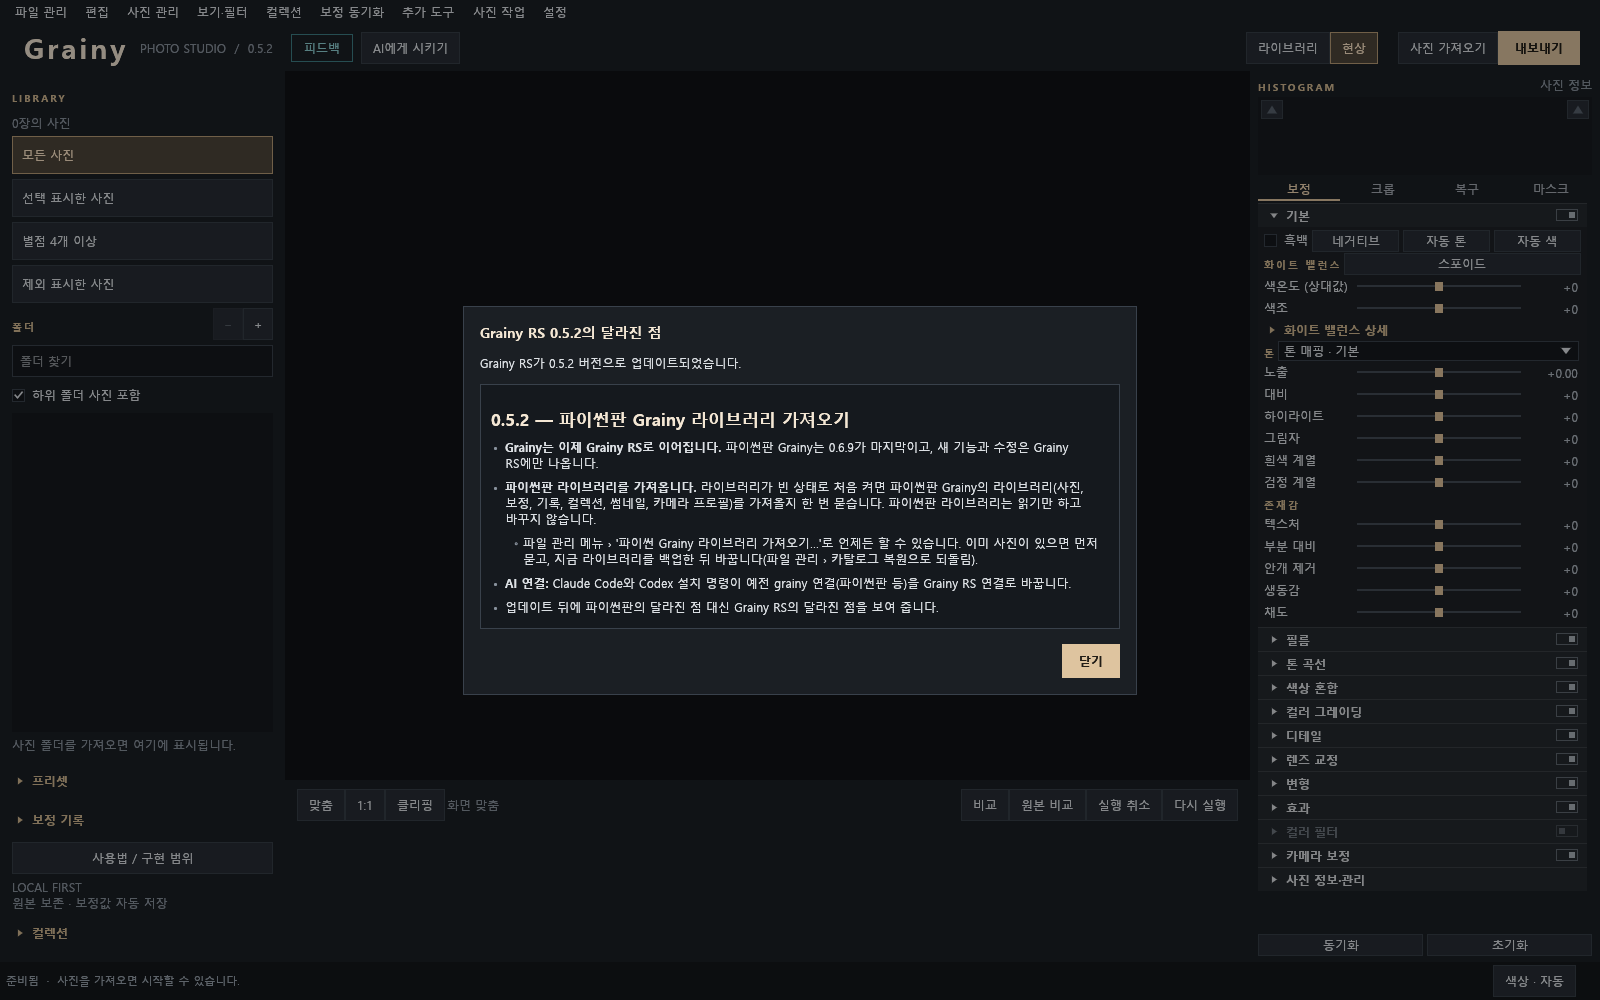 파일 관리 편집 사진 관리 보기·필터 컬렉션 보정 동기화 추가 도구 사진 작업 설정
Grainy PHOTO STUDIO / 0.5.2 피드백 AI에게 시키기 라이브러리 현상 사진 가져오기 내보내기
LIBRARY
0장의 사진
모든 사진
선택 표시한 사진
별점 4개 이상
제외 표시한 사진
폴더 − +
폴더 찾기
하위 폴더 사진 포함
사진 폴더를 가져오면 여기에 표시됩니다.
프리셋
보정 기록
사용법 / 구현 범위
LOCAL FIRST
원본 보존 · 보정값 자동 저장
컬렉션
Grainy RS 0.5.2의 달라진 점
Grainy RS가 0.5.2 버전으로 업데이트되었습니다.
0.5.2 — 파이썬판 Grainy 라이브러리 가져오기
• Grainy는 이제 Grainy RS로 이어집니다. 파이썬판 Grainy는 0.6.9가 마지막이고, 새 기능과 수정은 Grainy
RS에만 나옵니다.
• 파이썬판 라이브러리를 가져옵니다. 라이브러리가 빈 상태로 처음 켜면 파이썬판 Grainy의 라이브러리(사진,
보정, 기록, 컬렉션, 썸네일, 카메라 프로필)를 가져올지 한 번 묻습니다. 파이썬판 라이브러리는 읽기만 하고
바꾸지 않습니다.
• 파일 관리 메뉴 › '파이썬 Grainy 라이브러리 가져오기…'로 언제든 할 수 있습니다. 이미 사진이 있으면 먼저
묻고, 지금 라이브러리를 백업한 뒤 바꿉니다(파일 관리 › 카탈로그 복원으로 되돌림).
• AI 연결: Claude Code와 Codex 설치 명령이 예전 grainy 연결(파이썬판 등)을 Grainy RS 연결로 바꿉니다.
• 업데이트 뒤에 파이썬판의 달라진 점 대신 Grainy RS의 달라진 점을 보여 줍니다.
닫기
맞춤 1:1 클리핑 화면 맞춤 비교 원본 비교 실행 취소 다시 실행
HISTOGRAM 사진 정보
보정 크롭 복구 마스크
기본
흑백 네거티브 자동 톤 자동 색
화이트 밸런스 스포이드
색온도 (상대값) +0
색조 +0
화이트 밸런스 상세
톤 톤 매핑 · 기본
노출 +0.00
대비 +0
하이라이트 +0
그림자 +0
흰색 계열 +0
검정 계열 +0
존재감
텍스처 +0
부분 대비 +0
안개 제거 +0
생동감 +0
채도 +0
필름
톤 곡선
색상 혼합
컬러 그레이딩
디테일
렌즈 교정
변형
효과
컬러 필터
카메라 보정
사진 정보·관리
동기화 초기화
준비됨 · 사진을 가져오면 시작할 수 있습니다. 색상 · 자동